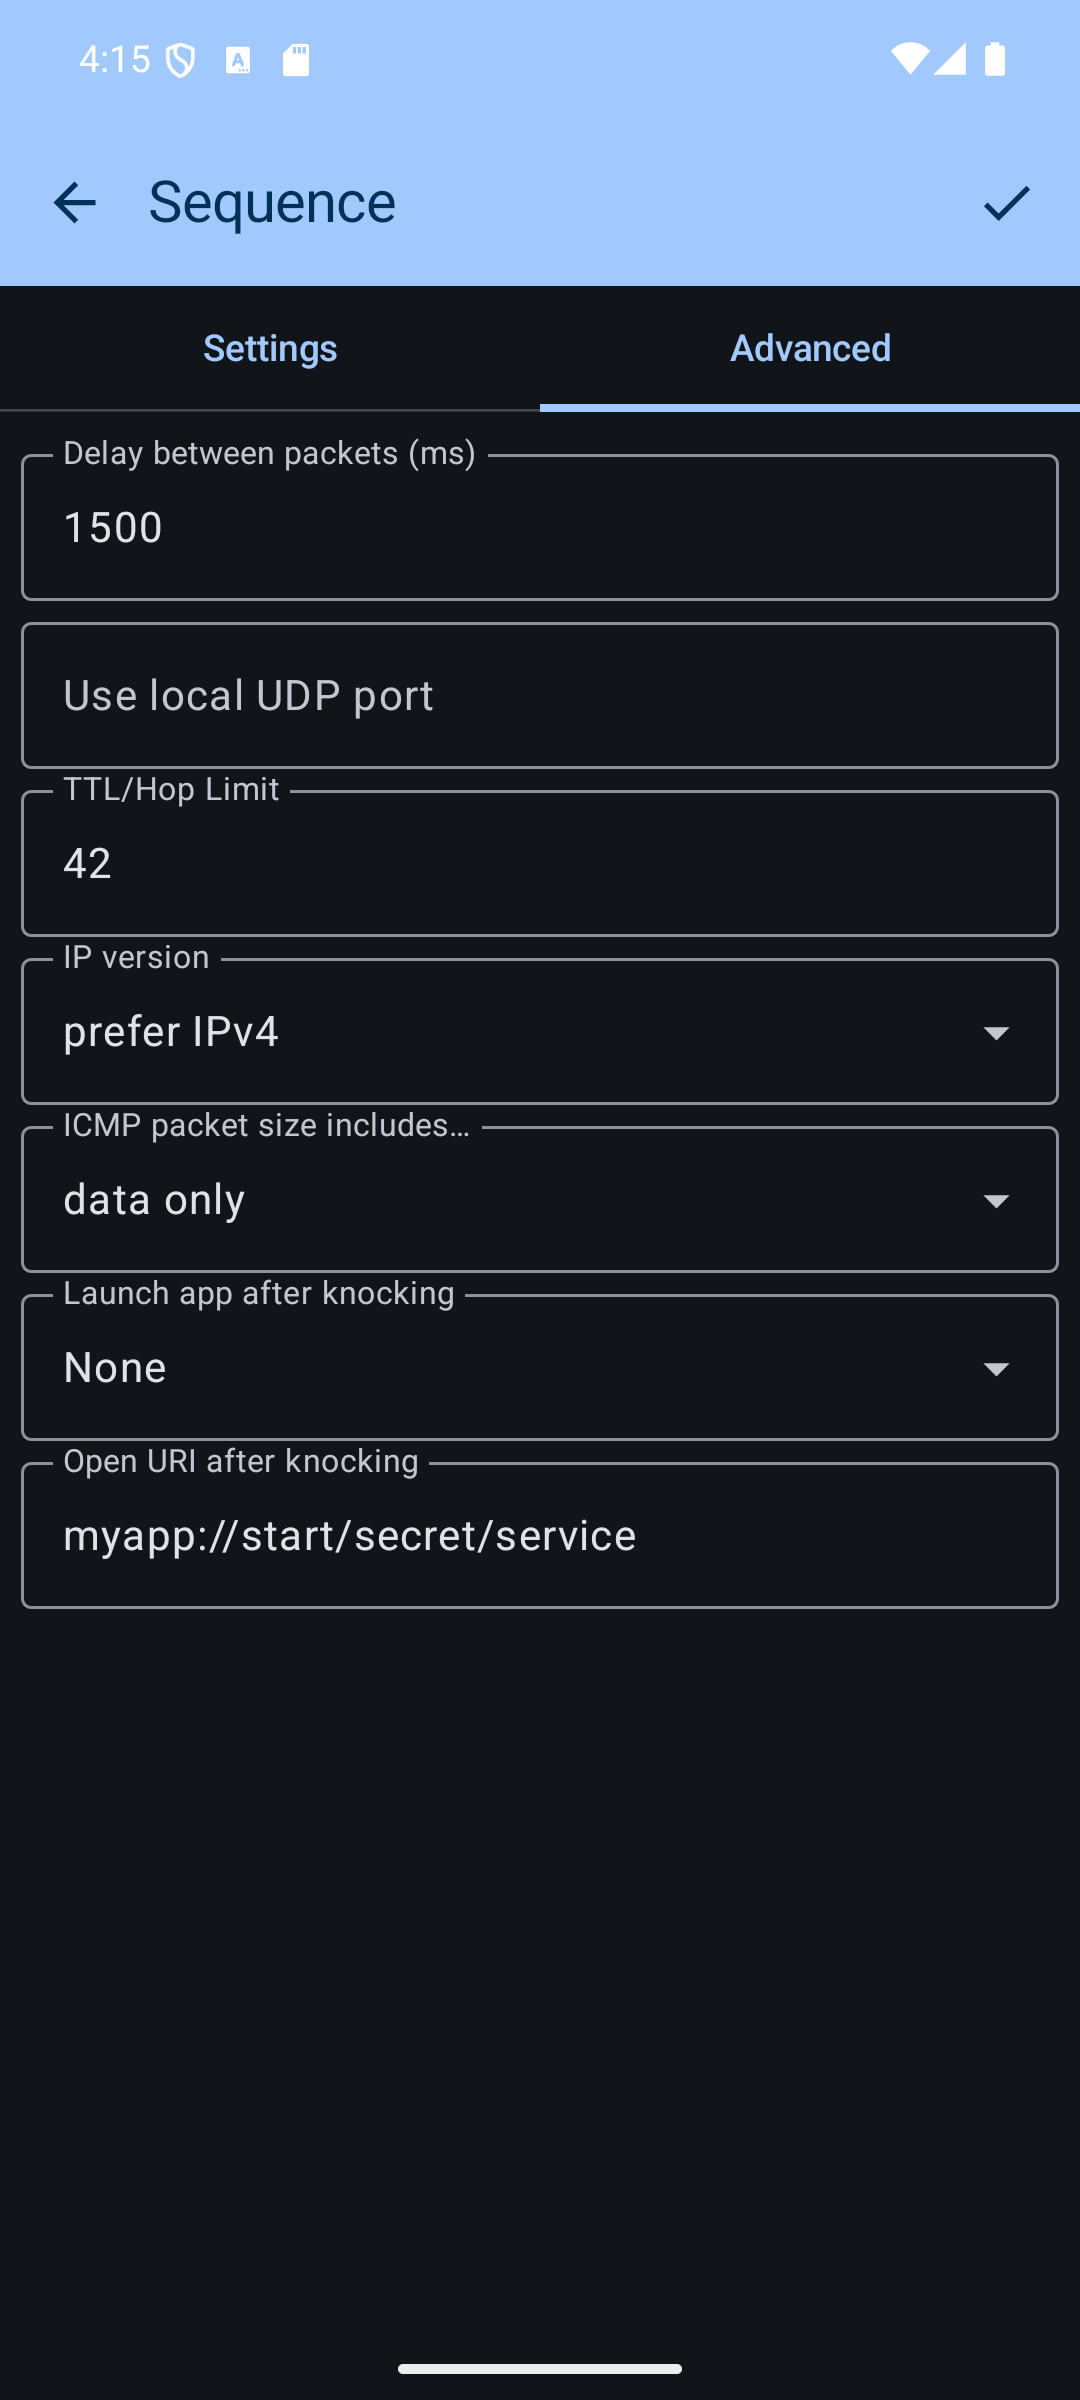 4:15
Sequence
Settings
Advanced
Delay between packets (ms)
1500
Use local UDP port
TTL/Hop Limit
42
IP version
prefer IPv4
ICMP packet size includes…
data only
Launch app after knocking
None
Open URI after knocking
myapp://start/secret/service